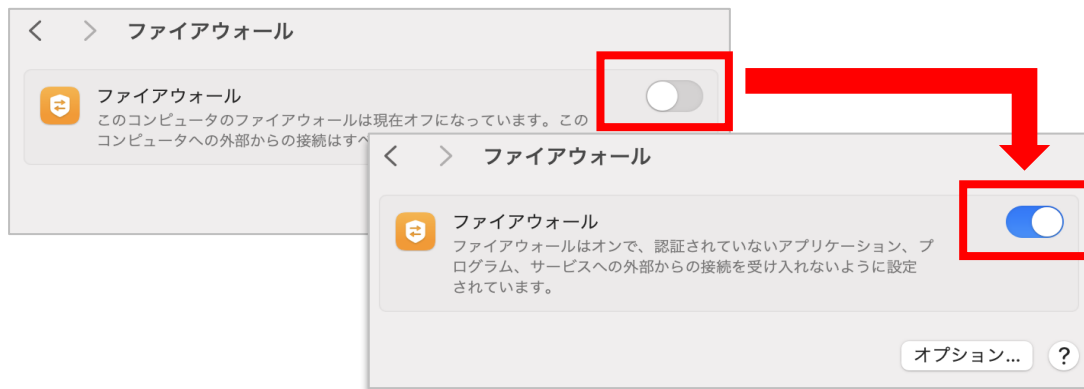 ファイアウォール
ファイアウォール
このコンピュータのファイアウォールは現在オフになっています。この
コンピュータへの外部からの接続はすべ
ファイアウォール
ファイアウォール
ファイアウォールはオンで、認証されていないアプリケーション、プ
ログラム、サービスへの外部からの接続を受け入れないように設定
されています。
オプション...
?